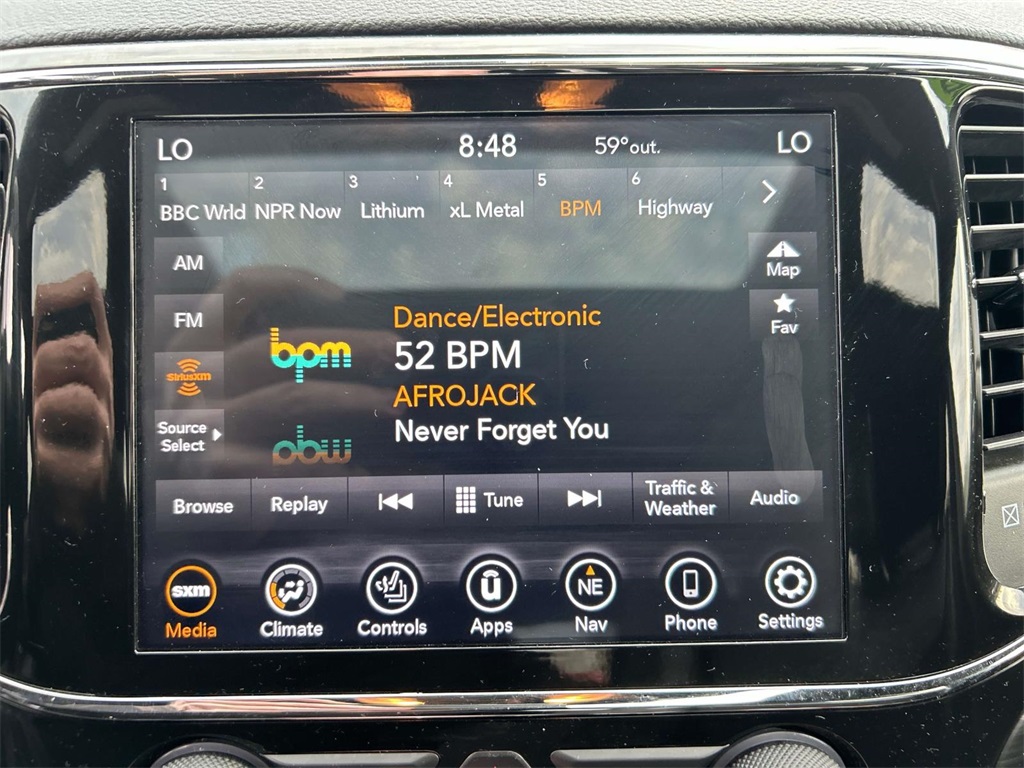 LO 8:48 59°out. LO
1 2 3 4 5 6
BBC Wrld NPR Now Lithium xL Metal BPM Highway
AM
Map
FM
Fav
SiriusXM
Source
Select
bpm
Dance/Electronic
52 BPM
AFROJACK
Never Forget You
Browse Replay Tune Traffic &
Weather Audio
sxm NE
Media Climate Controls Apps Nav Phone Settings